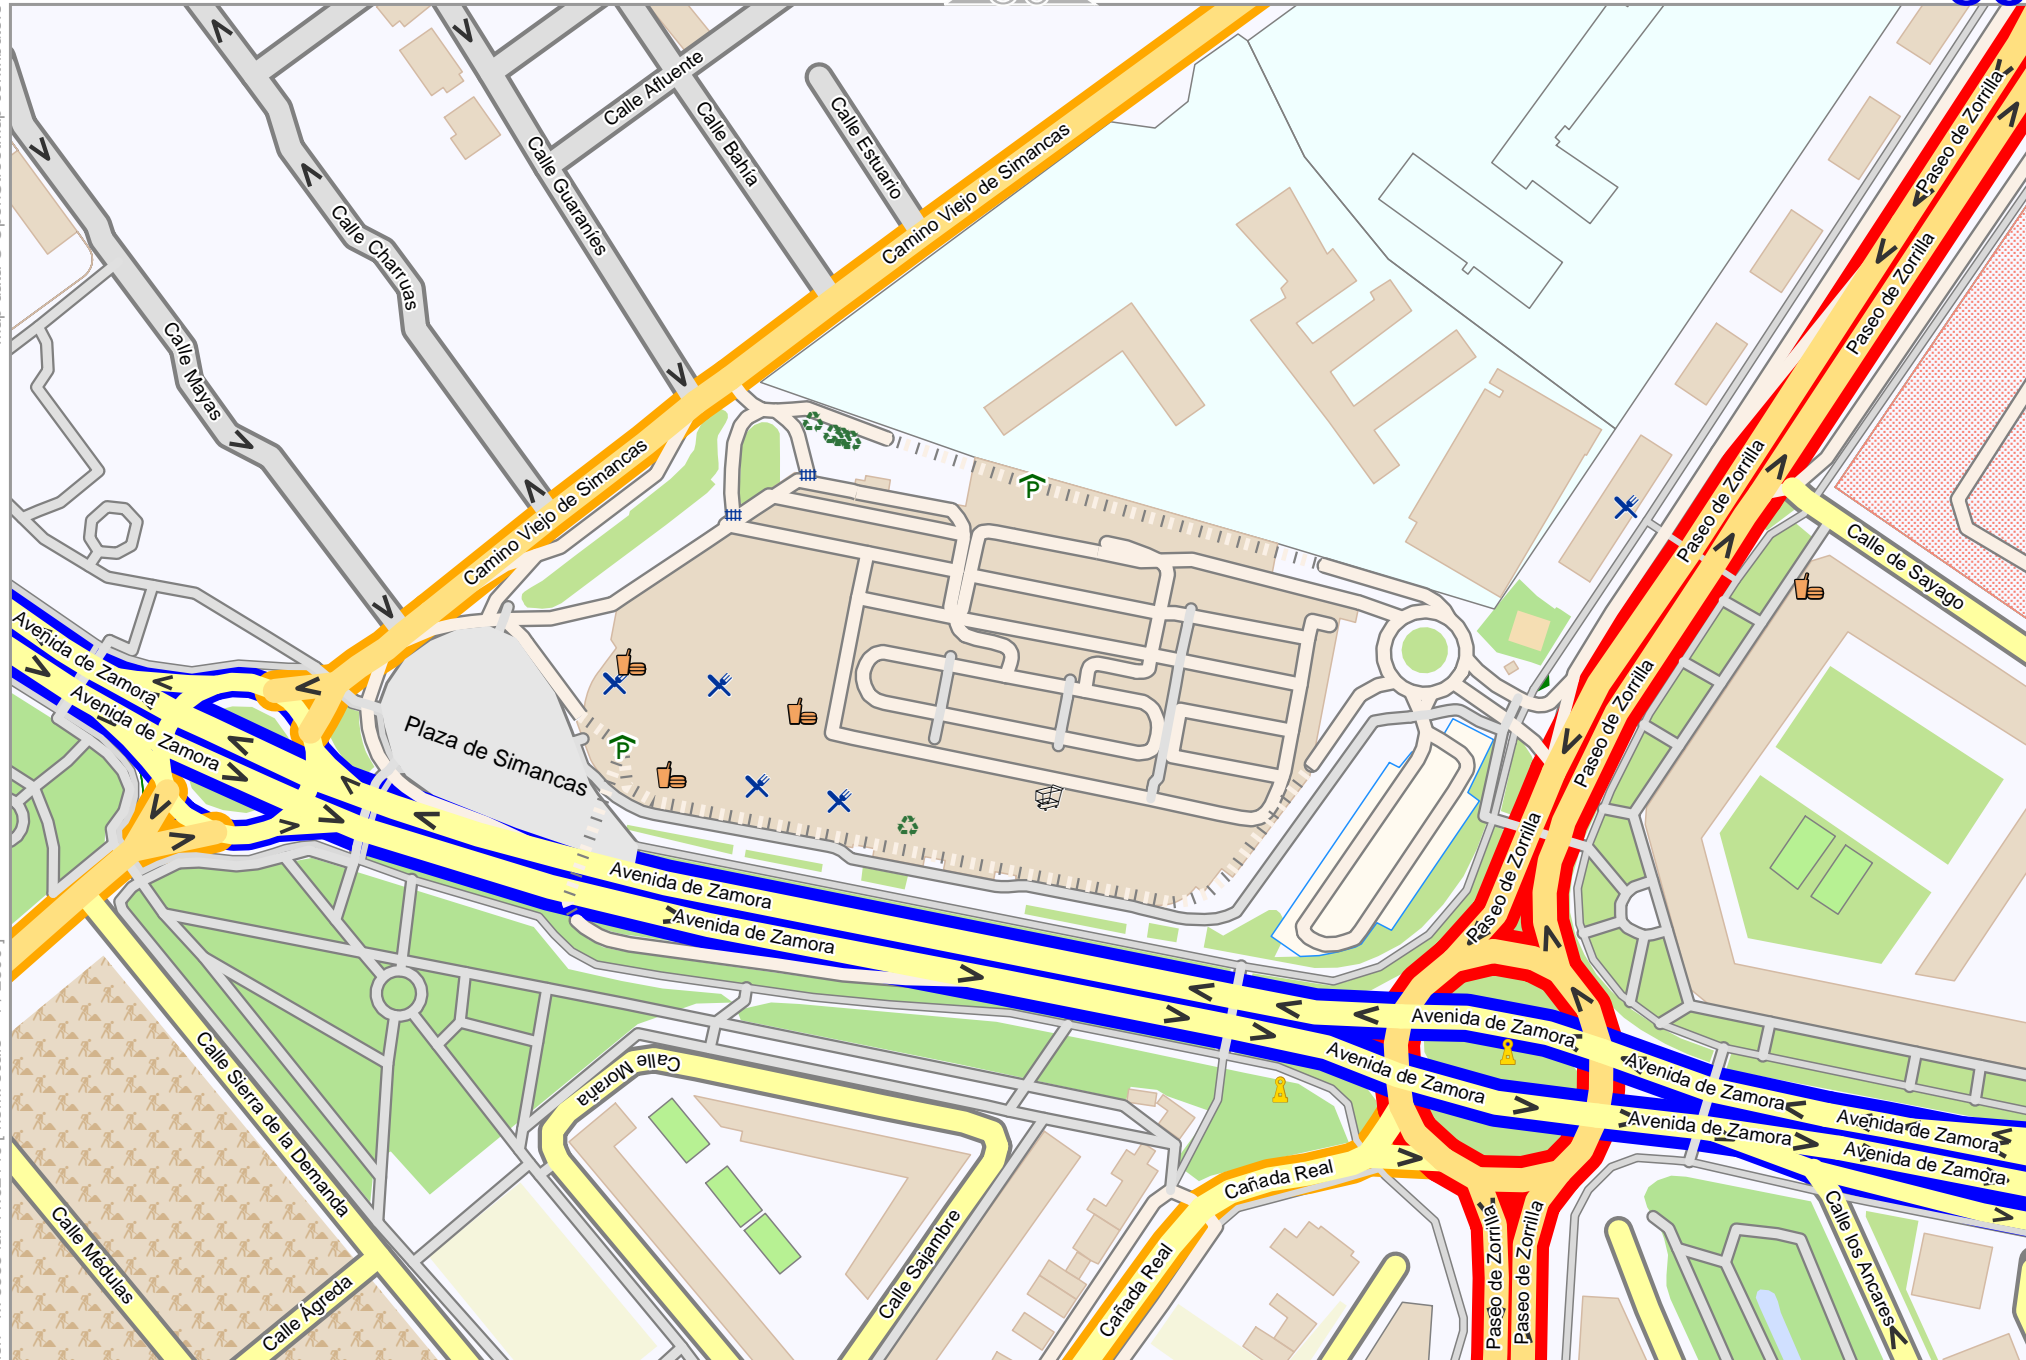 Calle Afluente
Calle Bahía
Calle Estuario
Calle Guaraníes
Camino Viejo de Simancas
Paseo de Zorrilla
Paseo de Zorrilla
Calle Charruas
Calle Mayas
Camino Viejo de Simancas
Paseo de Zorrilla
Calle de Sayago
Avenida de Zamora
Avenida de Zamora
Plaza de Simancas
P
P
Paseo de Zorrilla
Paseo de Zorrilla
Avenida de Zamora
Avenida de Zamora
Avenida de Zamora
Avenida de Zamora
Avenida de Zamora
Avenida de Zamora
Avenida de Zamora
Avenida de Zamora
Calle Moraña
Calle Sierra de la Demanda
Cañada Real
Cañada Real
Calle Médulas
Calle Ágreda
Calle Sajambre
Paseo de Zorrilla
Paseo de Zorrilla
Calle los Ancares